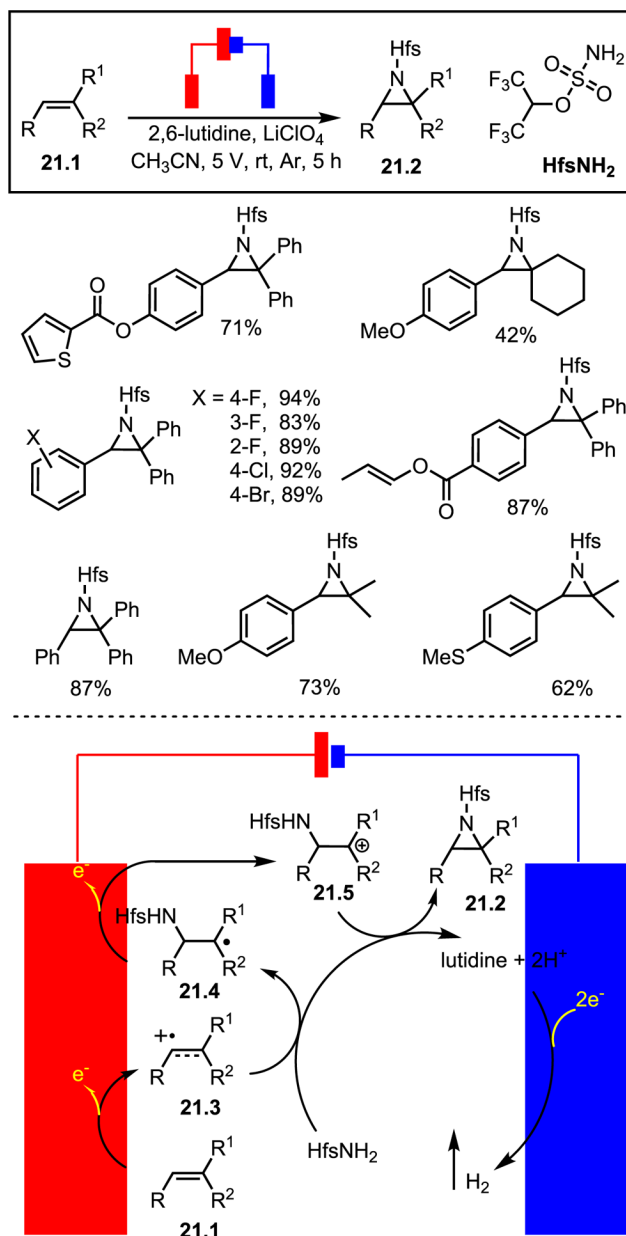 Hfs
N
R¹
R
R²
21.1
2,6-lutidine, LiClO₄
CH₃CN, 5 V, rt, Ar, 5 h
R¹
R
R²
21.2
NH₂
F₃C
S
O
O
O
F₃C
HfsNH₂
Hfs
N
Ph
Ph
O
O
S
71%
Hfs
N
MeO
42%
Hfs
N
X
Ph
Ph
X = 4-F, 94%
3-F, 83%
2-F, 89%
4-Cl, 92%
4-Br, 89%
Hfs
N
Ph
Ph
O
O
87%
Hfs
N
Ph
Ph
Ph
87%
Hfs
N
MeO
73%
Hfs
N
MeS
62%
HfsHN
R¹
⊕
R²
R
21.5
Hfs
N
R¹
R
R²
21.2
e⁻
HfsHN
R¹
•
R
R²
21.4
lutidine + 2H⁺
2e⁻
+•
R¹
R
R²
21.3
e⁻
HfsNH₂
H₂
R¹
R
R²
21.1